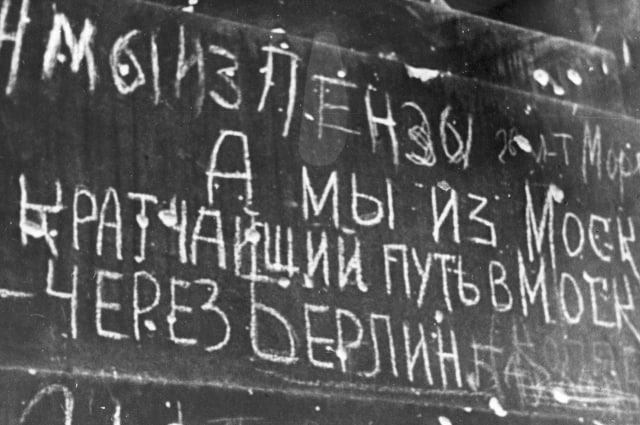 МЫ ИЗ ПЕНЗЫ
А МЫ ИЗ МОСК
КРАТЧАЙШИЙ ПУТЬ В МОСК
— ЧЕРЕЗ БЕРЛИН